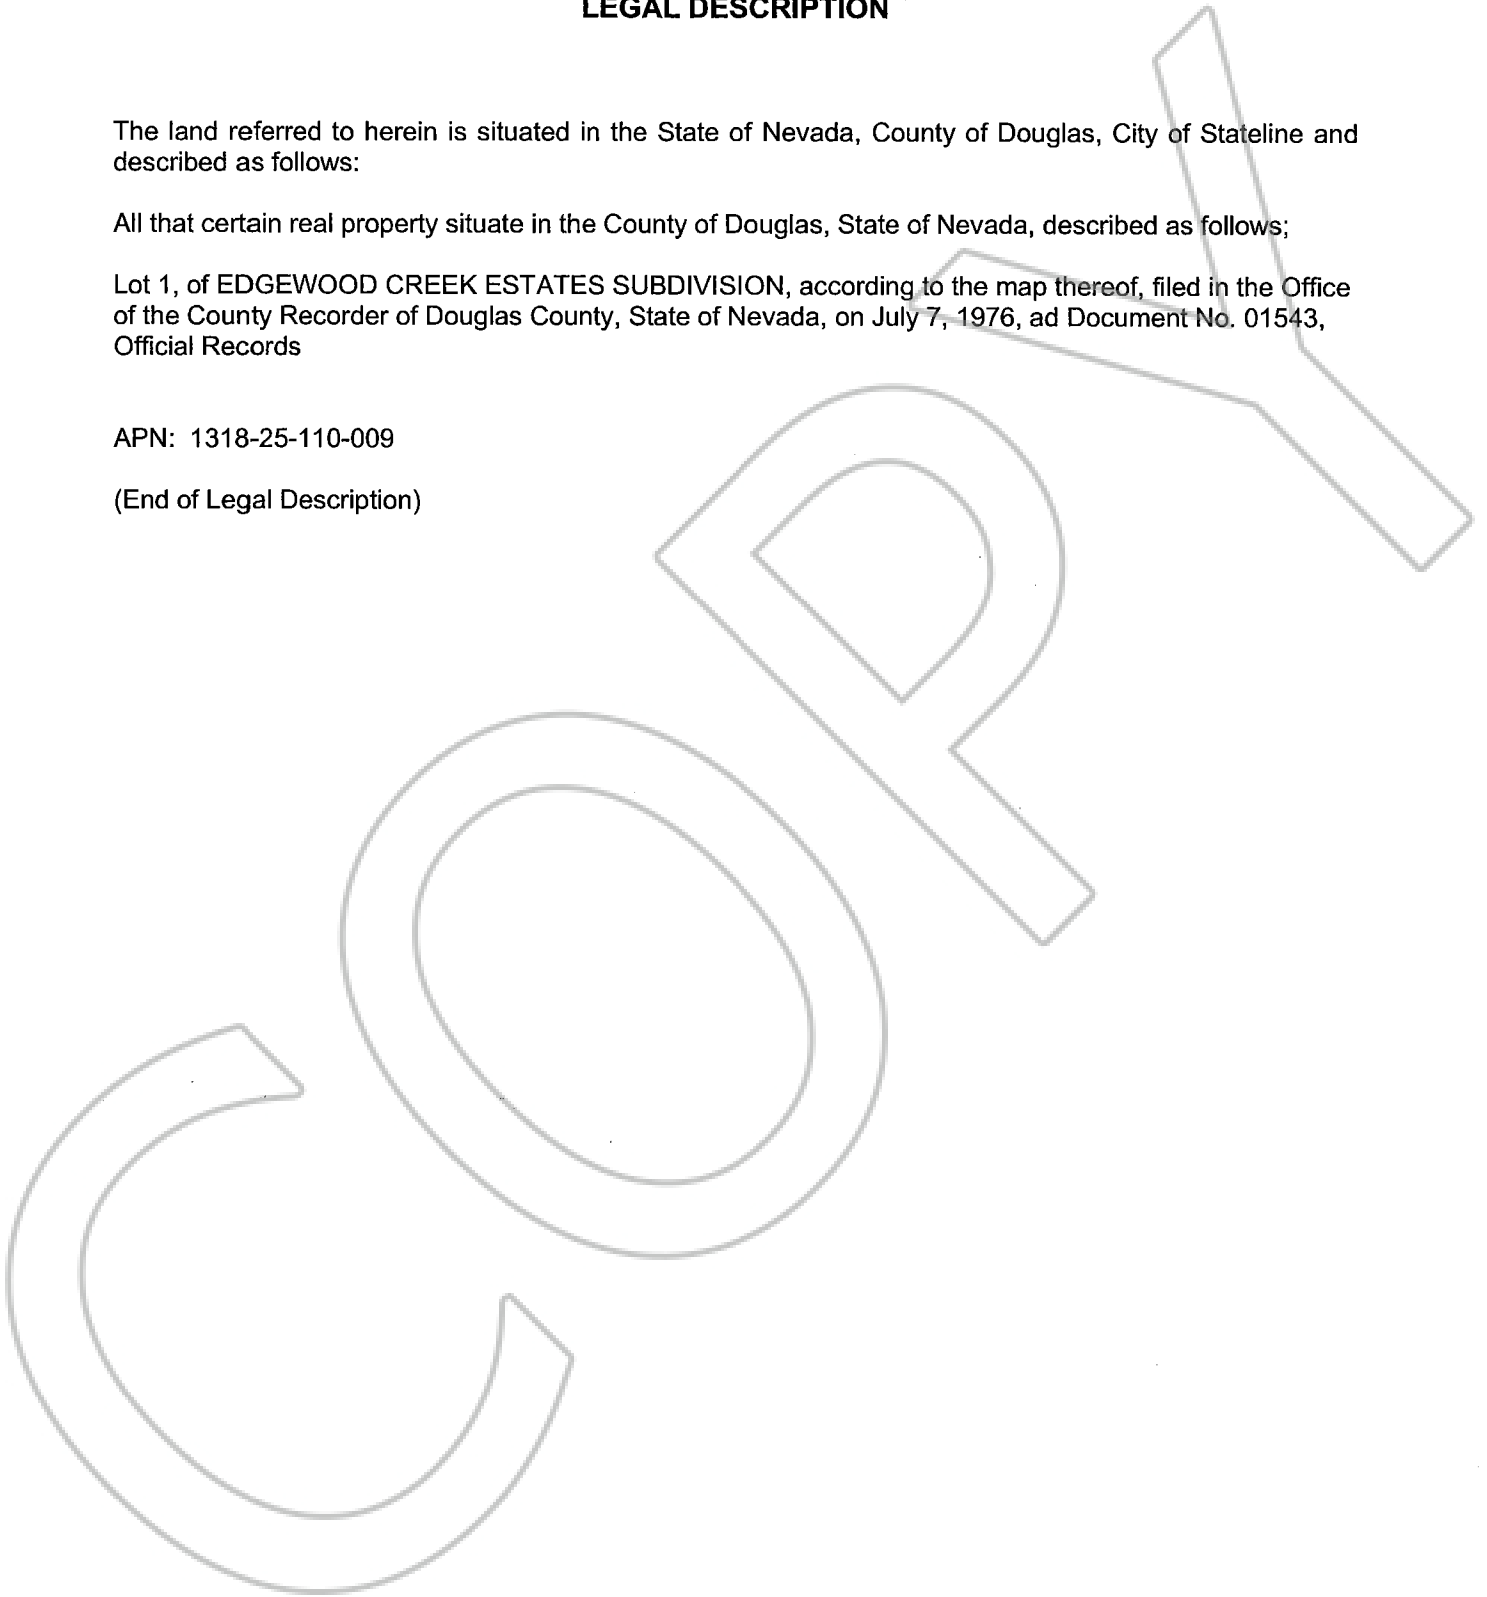 LEGAL DESCRIPTION
The land referred to herein is situated in the State of Nevada, County of Douglas, City of Stateline and
described as follows:
All that certain real property situate in the County of Douglas, State of Nevada, described as follows;
Lot 1, of EDGEWOOD CREEK ESTATES SUBDIVISION, according to the map thereof, filed in the Office
of the County Recorder of Douglas County, State of Nevada, on July 7, 1976, ad Document No. 01543,
Official Records
APN: 1318-25-110-009
(End of Legal Description)
COPY